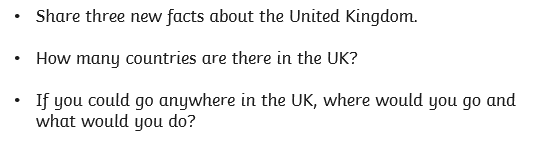 • Share three new facts about the United Kingdom.
• How many countries are there in the UK?
• If you could go anywhere in the UK, where would you go and
what would you do?